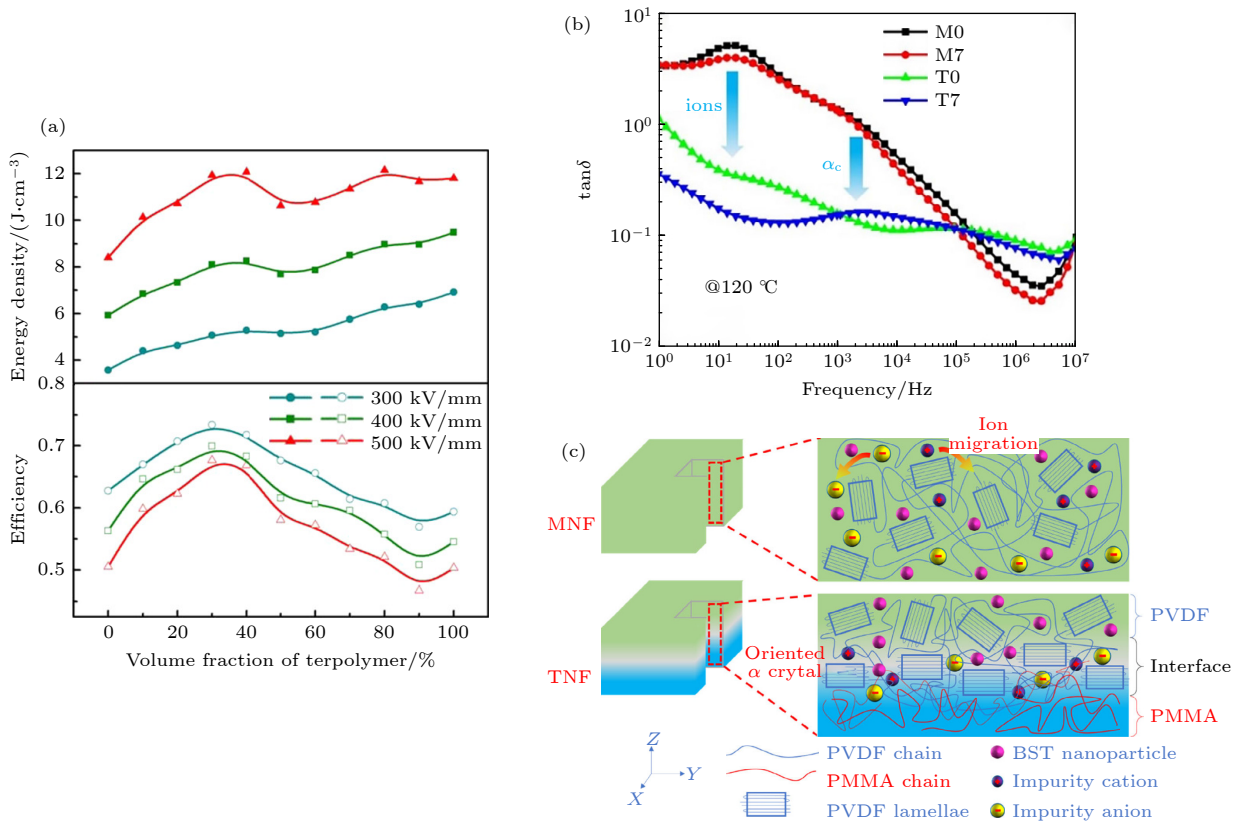 (a)
Energy density/(J·cm⁻³)
12
10
8
6
4
0.8
0.7
0.6
0.5
Efficiency
300 kV/mm
400 kV/mm
500 kV/mm
0 20 40 60 80 100
Volume fraction of terpolymer/%
(b)
10¹
10⁰
10⁻¹
10⁻²
tanδ
M0
M7
T0
T7
ions
αc
@120 ℃
10⁰ 10¹ 10² 10³ 10⁴ 10⁵ 10⁶ 10⁷
Frequency/Hz
(c)
Ion
migration
MNF
TNF
Oriented
α crytal
PVDF
Interface
PMMA
Z
Y
X
PVDF chain
PMMA chain
PVDF lamellae
BST nanoparticle
Impurity cation
Impurity anion